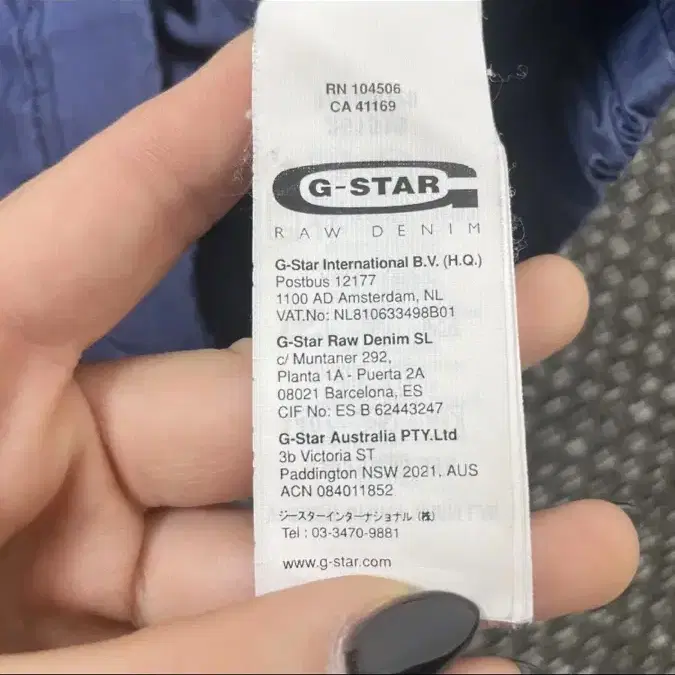 RN 104506
CA 41169
G-STAR
RAW DENIM
G-Star International B.V. (H.Q.)
Postbus 12177
1100 AD Amsterdam, NL
VAT.No: NL810633498B01
G-Star Raw Denim SL
c/ Muntaner 292,
Planta 1A - Puerta 2A
08021 Barcelona, ES
CIF No: ES B 62443247
G-Star Australia PTY.Ltd
3b Victoria ST
Paddington NSW 2021, AUS
ACN 084011852
ジースターインターナショナル (株)
Tel : 03-3470-9881
www.g-star.com